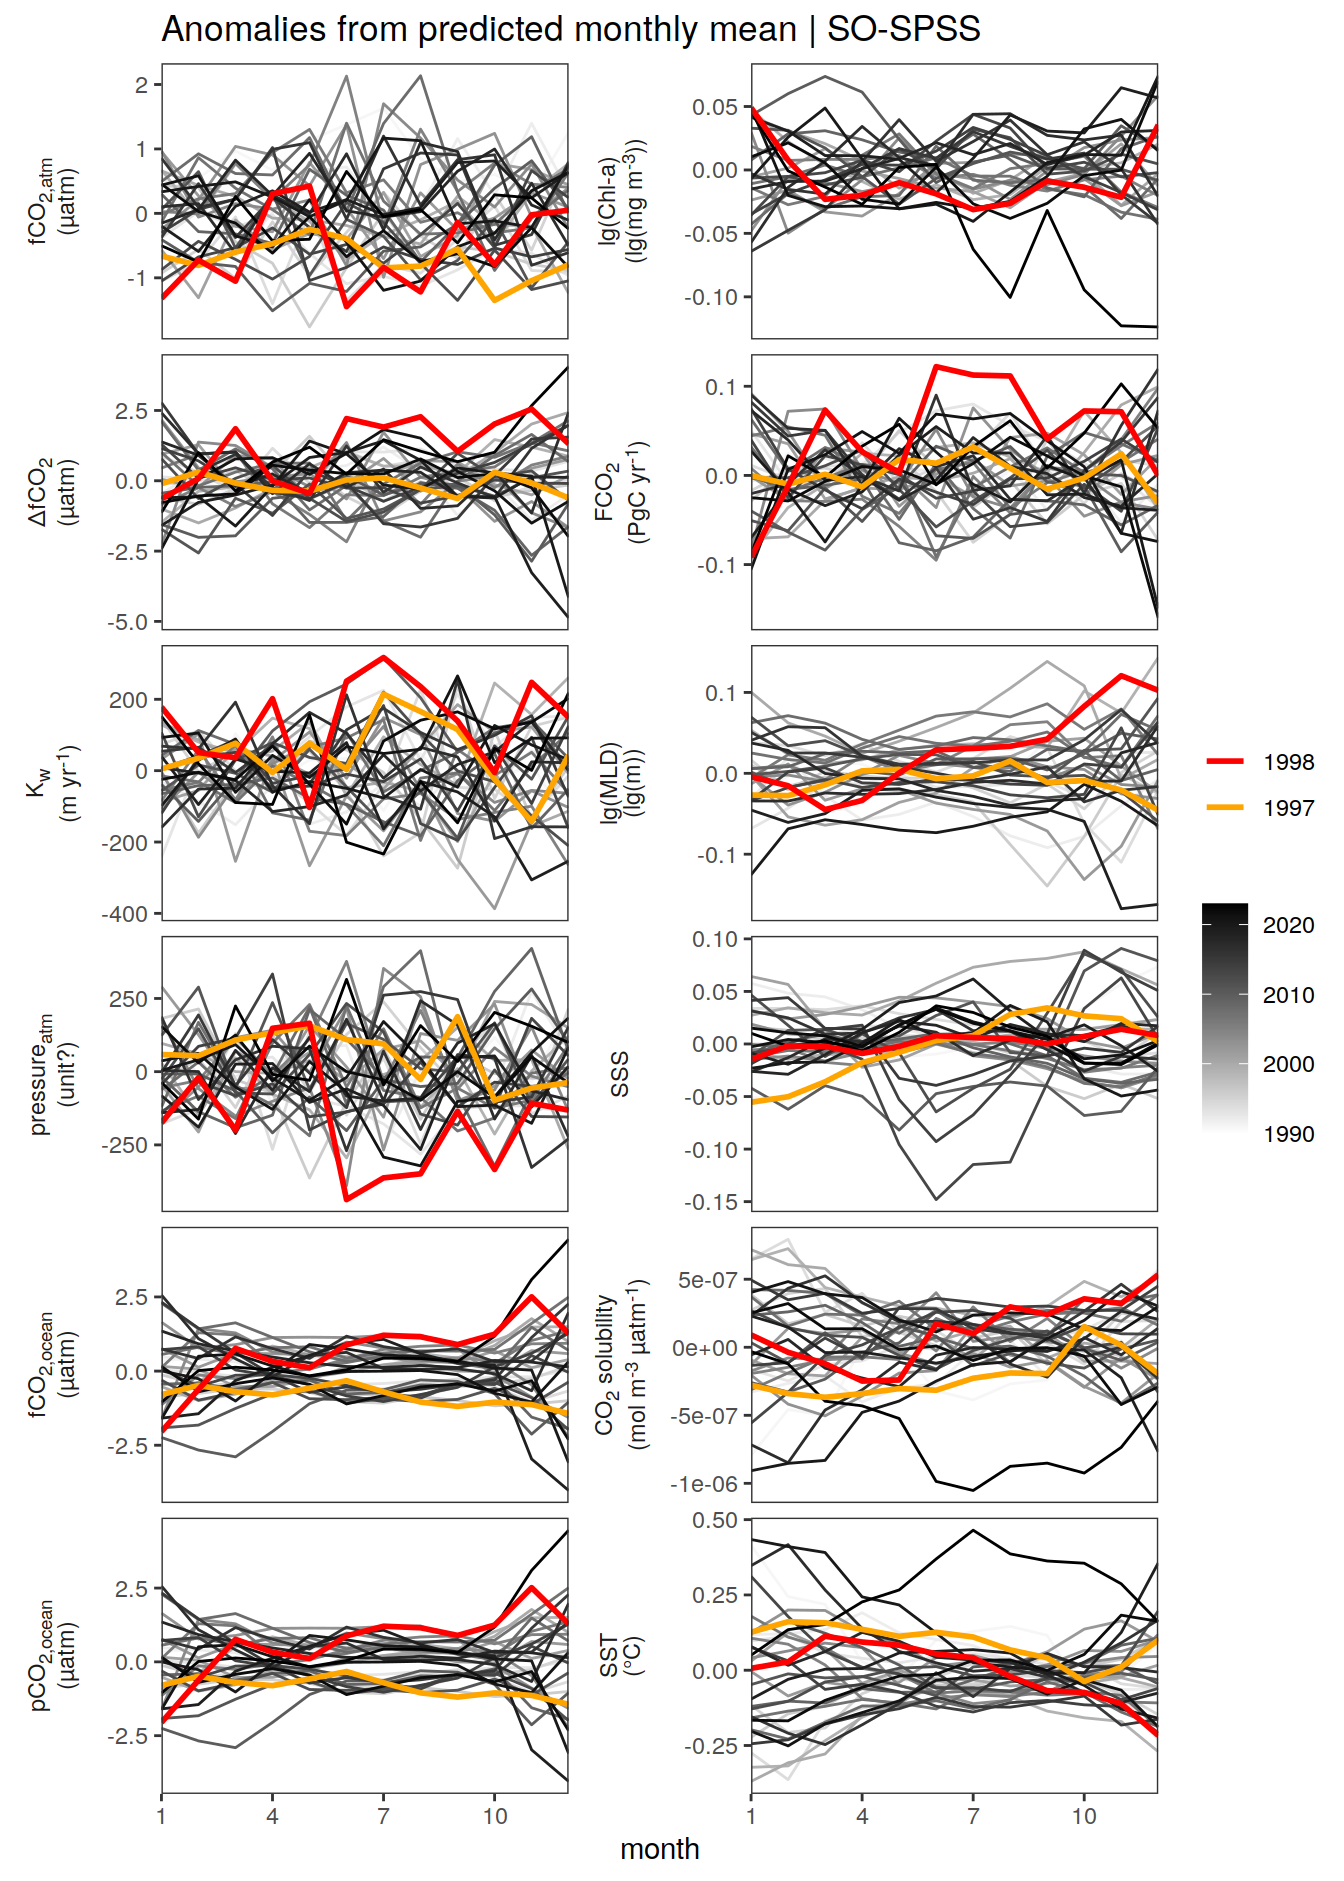 Anomalies from predicted monthly mean | SO-SPSS
fCO2,atm
(µatm)
2
1
0
-1
lg(Chl-a)
(lg(mg m-3))
0.05
0.00
-0.05
-0.10
ΔfCO2
(µatm)
2.5
0.0
-2.5
-5.0
FCO2
(PgC yr-1)
0.1
0.0
-0.1
Kw
(m yr-1)
200
0
-200
-400
lg(MLD)
(lg(m))
0.1
0.0
-0.1
pressureatm
(unit?)
250
0
-250
SSS
0.10
0.05
0.00
-0.05
-0.10
-0.15
fCO2,ocean
(µatm)
2.5
0.0
-2.5
CO2 solubility
(mol m-3 µatm-1)
5e-07
0e+00
-5e-07
-1e-06
pCO2,ocean
(µatm)
2.5
0.0
-2.5
SST
(°C)
0.50
0.25
0.00
-0.25
1 4 7 10
1 4 7 10
month
1998
1997
2020
2010
2000
1990